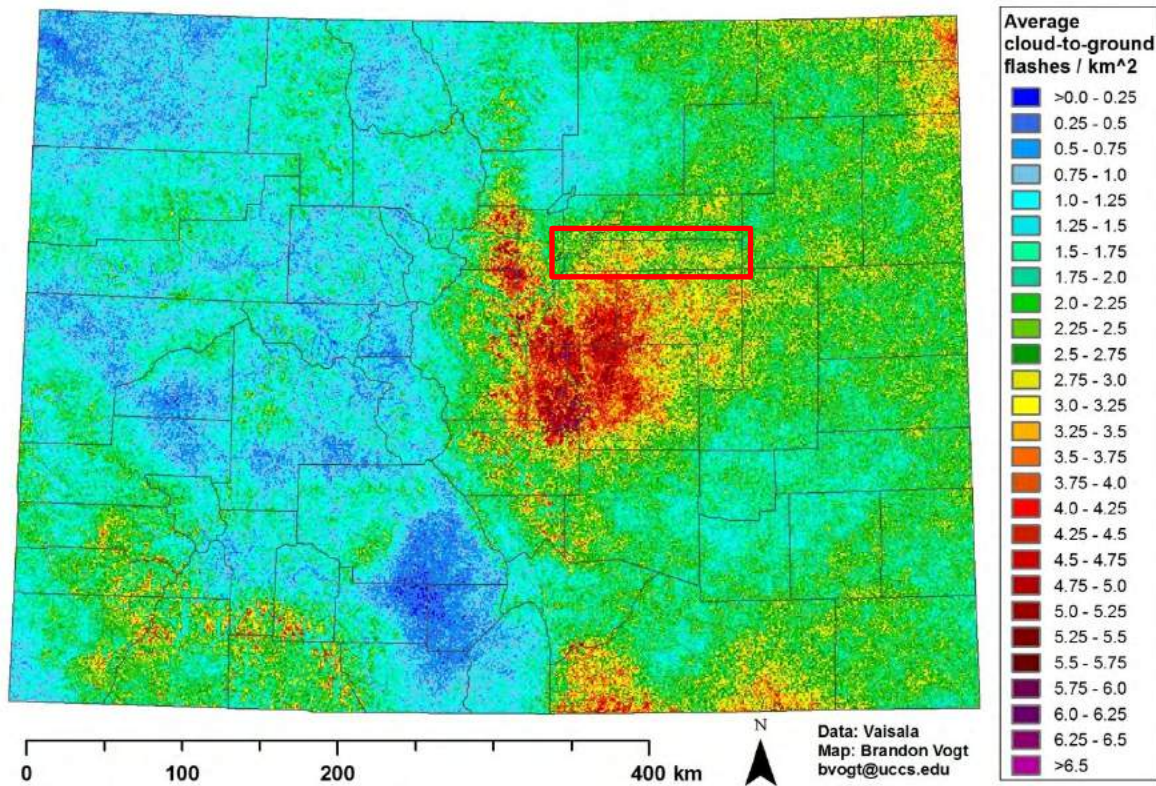 Average
cloud-to-ground
flashes / km^2
>0.0 - 0.25
0.25 - 0.5
0.5 - 0.75
0.75 - 1.0
1.0 - 1.25
1.25 - 1.5
1.5 - 1.75
1.75 - 2.0
2.0 - 2.25
2.25 - 2.5
2.5 - 2.75
2.75 - 3.0
3.0 - 3.25
3.25 - 3.5
3.5 - 3.75
3.75 - 4.0
4.0 - 4.25
4.25 - 4.5
4.5 - 4.75
4.75 - 5.0
5.0 - 5.25
5.25 - 5.5
5.5 - 5.75
5.75 - 6.0
6.0 - 6.25
6.25 - 6.5
>6.5
0 100 200 400 km
N
Data: Vaisala
Map: Brandon Vogt
bvogt@uccs.edu